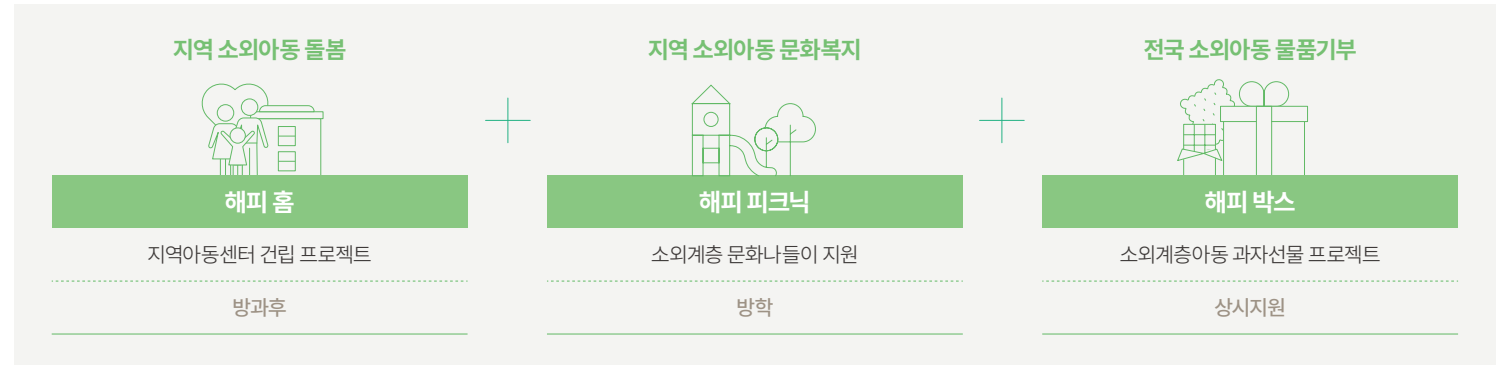 지역 소외아동 돌봄
해피 홈
지역아동센터 건립 프로젝트
방과후
지역 소외아동 문화복지
해피 피크닉
소외계층 문화나들이 지원
방학
전국 소외아동 물품기부
해피 박스
소외계층아동 과자선물 프로젝트
상시지원